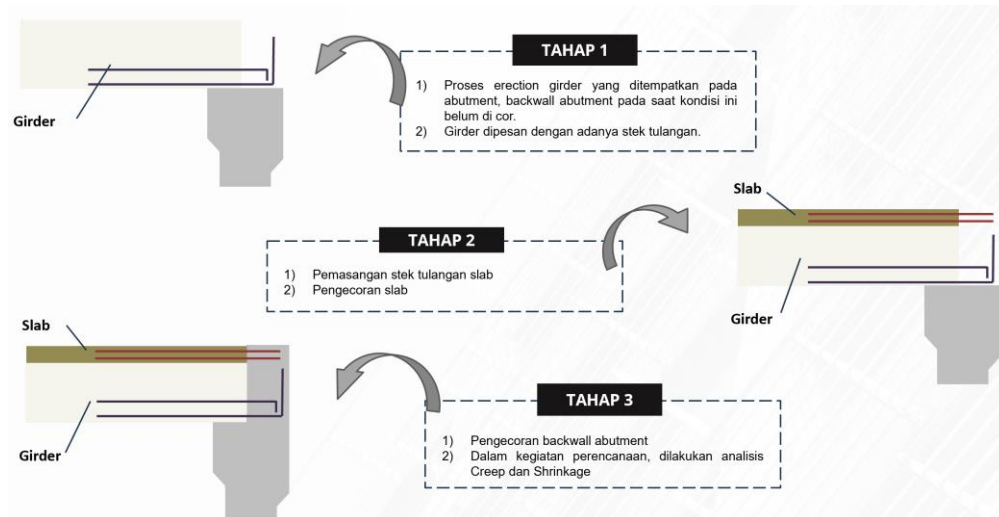 TAHAP 1
1) Proses erection girder yang ditempatkan pada
abutment, backwall abutment pada saat kondisi ini
belum di cor.
2) Girder dipesan dengan adanya stek tulangan.
Girder
Slab
TAHAP 2
1) Pemasangan stek tulangan slab
2) Pengecoran slab
Girder
Slab
TAHAP 3
1) Pengecoran backwall abutment
2) Dalam kegiatan perencanaan, dilakukan analisis
Creep dan Shrinkage
Girder